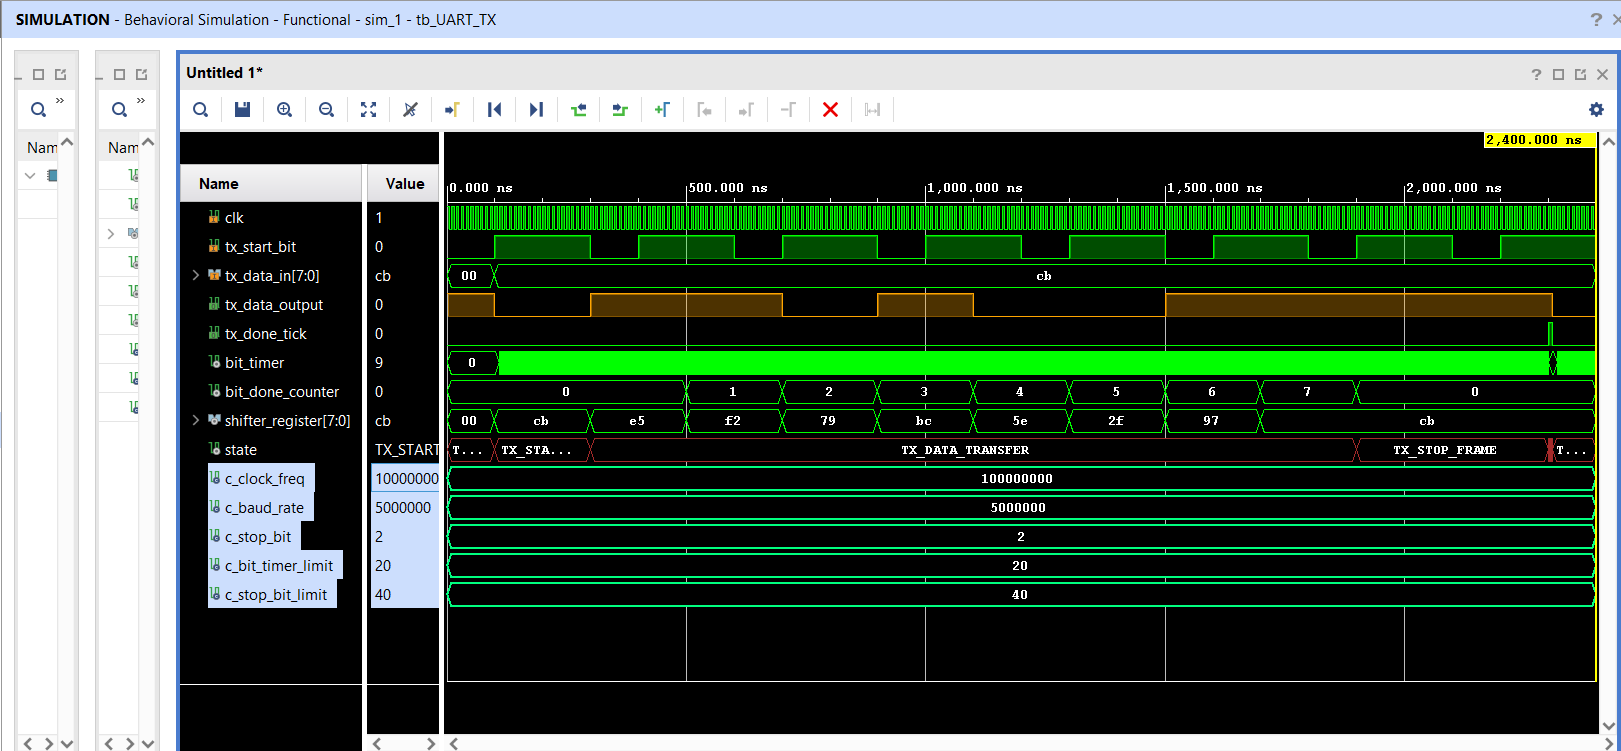 SIMULATION - Behavioral Simulation - Functional - sim_1 - tb_UART_TX
? ×
Untitled 1*
?
»
»
Nam
Nam
2,400.000 ns
Name
Value
0.000 ns 500.000 ns 1,000.000 ns 1,500.000 ns 2,000.000 ns
clk 1
tx_start_bit 0
tx_data_in[7:0] cb 00 cb
tx_data_output 0
tx_done_tick 0
bit_timer 9 0
bit_done_counter 0 0 1 2 3 4 5 6 7 0
shifter_register[7:0] cb 00 cb e5 f2 79 bc 5e 2f 97 cb
state TX_START T... TX_STA... TX_DATA_TRANSFER TX_STOP_FRAME T...
c_clock_freq 10000000 100000000
c_baud_rate 5000000 5000000
c_stop_bit 2 2
c_bit_timer_limit 20 20
c_stop_bit_limit 40 40